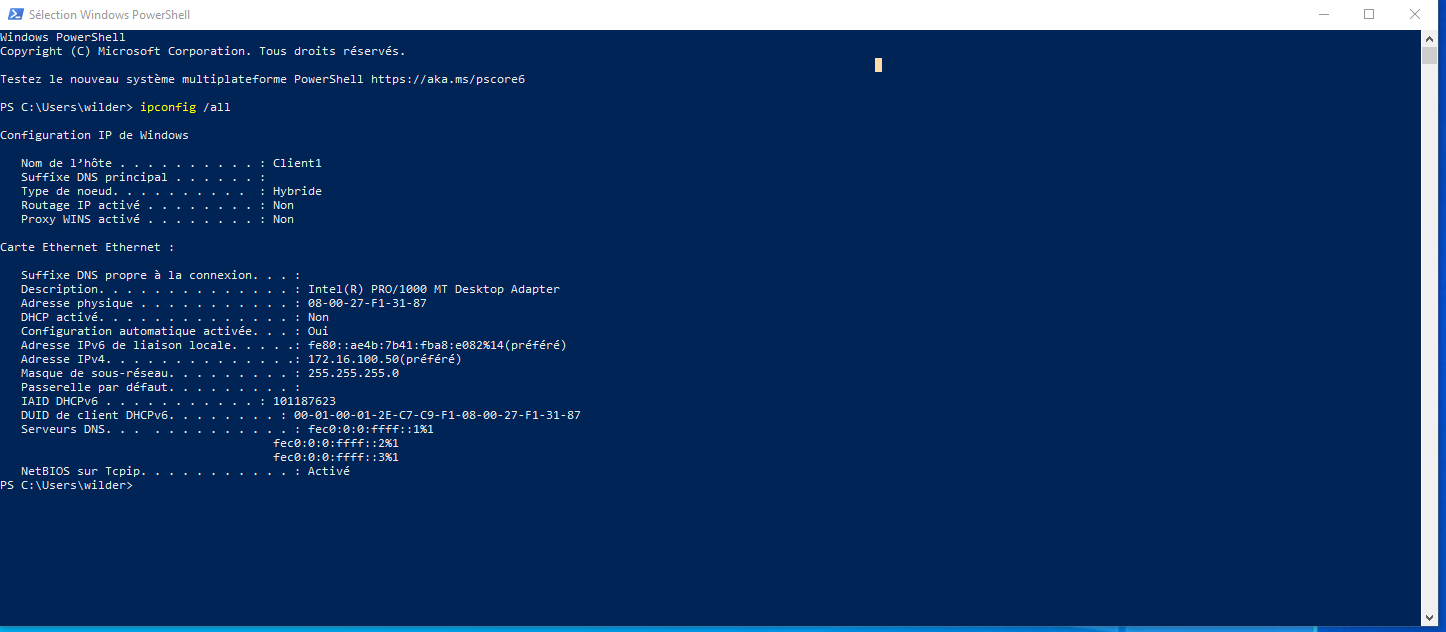 Sélection Windows PowerShell
Windows PowerShell
Copyright (C) Microsoft Corporation. Tous droits réservés.
Testez le nouveau système multiplateforme PowerShell https://aka.ms/pscore6
PS C:\Users\wilder> ipconfig /all
Configuration IP de Windows
   Nom de l’hôte . . . . . . . . . . : Client1
   Suffixe DNS principal . . . . . . :
   Type de noeud. . . . . . . . . .  : Hybride
   Routage IP activé . . . . . . . . : Non
   Proxy WINS activé . . . . . . . . : Non
Carte Ethernet Ethernet :
   Suffixe DNS propre à la connexion. . . :
   Description. . . . . . . . . . . . . . : Intel(R) PRO/1000 MT Desktop Adapter
   Adresse physique . . . . . . . . . . . : 08-00-27-F1-31-87
   DHCP activé. . . . . . . . . . . . . . : Non
   Configuration automatique activée. . . : Oui
   Adresse IPv6 de liaison locale. . . . .: fe80::ae4b:7b41:fba8:e082%14(préféré)
   Adresse IPv4. . . . . . . . . . . . . .: 172.16.100.50(préféré)
   Masque de sous-réseau. . . . . . . . . : 255.255.255.0
   Passerelle par défaut. . . . . . . . . :
   IAID DHCPv6 . . . . . . . . . . . : 101187623
   DUID de client DHCPv6. . . . . . . . : 00-01-00-01-2E-C7-C9-F1-08-00-27-F1-31-87
   Serveurs DNS. . .  . . . . . . . . . . : fec0:0:0:ffff::1%1
                                       fec0:0:0:ffff::2%1
                                       fec0:0:0:ffff::3%1
   NetBIOS sur Tcpip. . . . . . . . . . . : Activé
PS C:\Users\wilder>